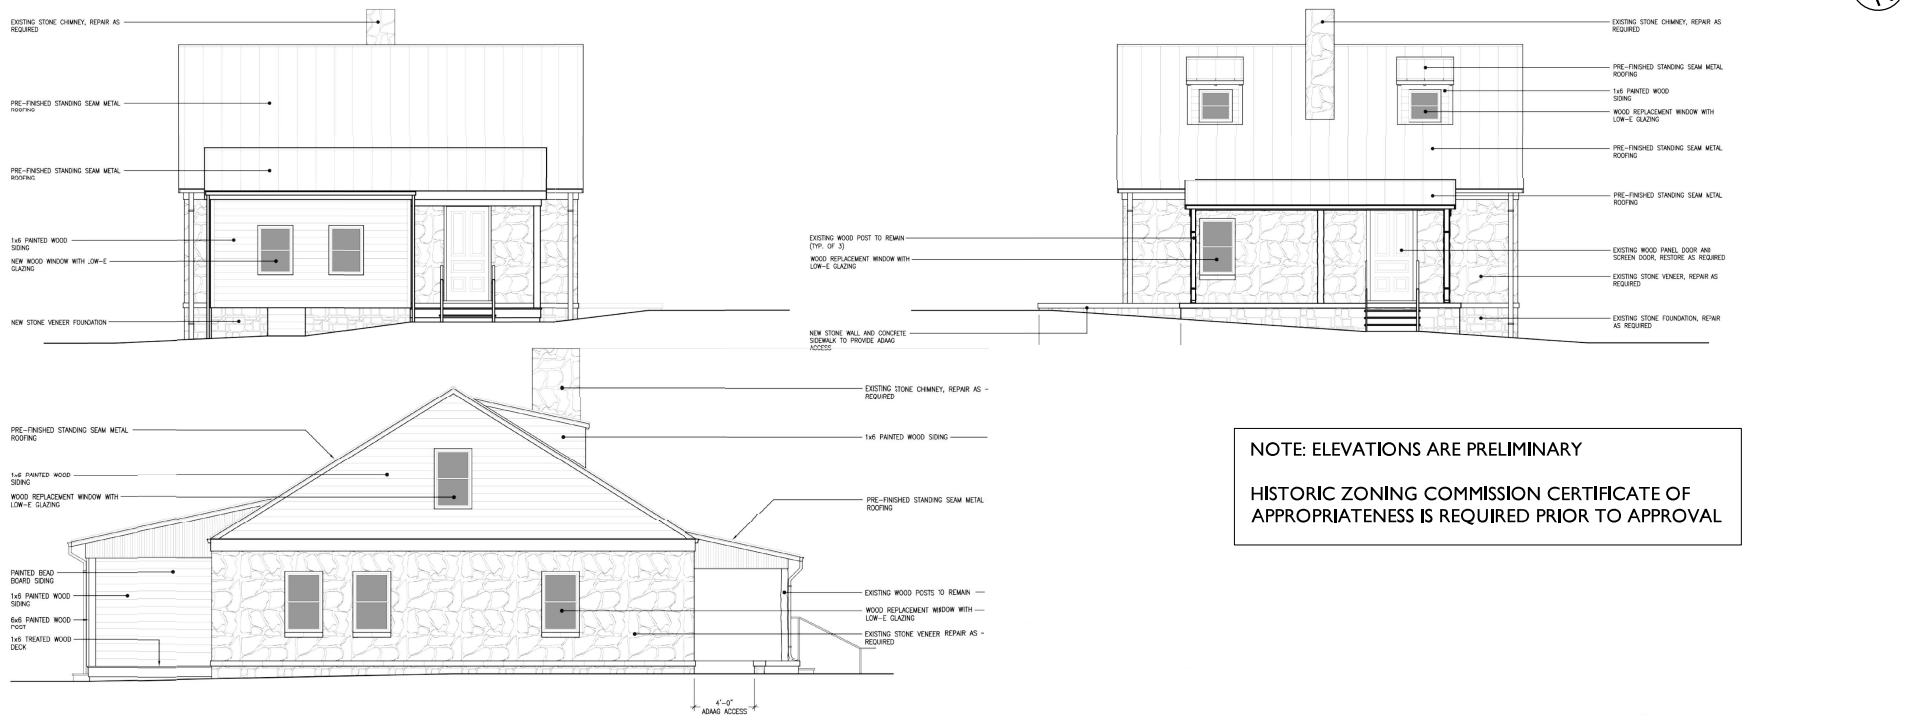 EXISTING STONE CHIMNEY, REPAIR AS
REQUIRED
PRE-FINISHED STANDING SEAM METAL
ROOFING
PRE-FINISHED STANDING SEAM METAL
ROOFING
1x6 PAINTED WOOD
SIDING
NEW WOOD WINDOW WITH LOW-E
GLAZING
NEW STONE VENEER FOUNDATION
EXISTING WOOD POST TO REMAIN
(TYP. OF 3)
WOOD REPLACEMENT WINDOW WITH
LOW-E GLAZING
NEW STONE WALL AND CONCRETE
SIDEWALK TO PROVIDE ADAAG
ACCESS
EXISTING STONE CHIMNEY, REPAIR AS
REQUIRED
PRE-FINISHED STANDING SEAM METAL
ROOFING
1x6 PAINTED WOOD
SIDING
WOOD REPLACEMENT WINDOW WITH
LOW-E GLAZING
PRE-FINISHED STANDING SEAM METAL
ROOFING
PRE-FINISHED STANDING SEAM METAL
ROOFING
EXISTING WOOD PANEL DOOR AND
SCREEN DOOR, RESTORE AS REQUIRED
EXISTING STONE VENEER, REPAIR AS
REQUIRED
EXISTING STONE FOUNDATION, REPAIR
AS REQUIRED
PRE-FINISHED STANDING SEAM METAL
ROOFING
1x6 PAINTED WOOD
SIDING
WOOD REPLACEMENT WINDOW WITH
LOW-E GLAZING
PAINTED BEAD
BOARD SIDING
1x6 PAINTED WOOD
SIDING
6x6 PAINTED WOOD
POST
1x6 TREATED WOOD
DECK
EXISTING STONE CHIMNEY, REPAIR AS
REQUIRED
1x6 PAINTED WOOD SIDING
PRE-FINISHED STANDING SEAM METAL
ROOFING
EXISTING WOOD POSTS TO REMAIN
WOOD REPLACEMENT WINDOW WITH
LOW-E GLAZING
EXISTING STONE VENEER REPAIR AS
REQUIRED
4'-0"
ADAAG ACCESS
NOTE: ELEVATIONS ARE PRELIMINARY
HISTORIC ZONING COMMISSION CERTIFICATE OF
APPROPRIATENESS IS REQUIRED PRIOR TO APPROVAL